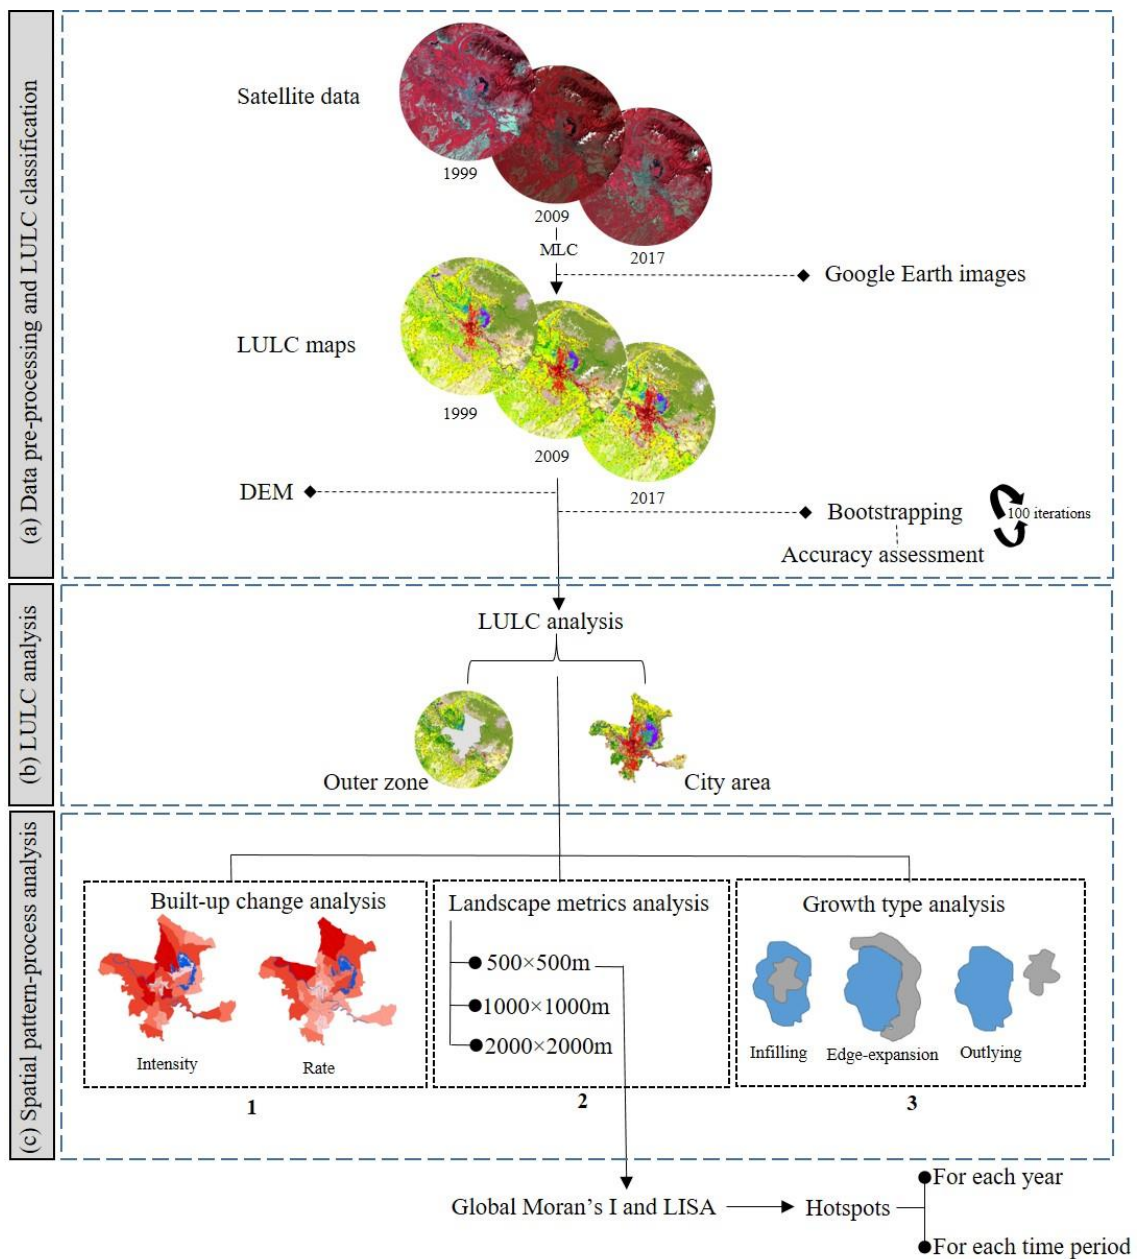 (a) Data pre-processing and LULC classification
Satellite data
1999
2009
2017
MLC
Google Earth images
LULC maps
1999
2009
2017
DEM
Bootstrapping
100 iterations
Accuracy assessment
(b) LULC analysis
LULC analysis
Outer zone
City area
(c) Spatial pattern-process analysis
Built-up change analysis
Intensity
Rate
1
Landscape metrics analysis
500×500m
1000×1000m
2000×2000m
2
Growth type analysis
Infilling
Edge-expansion
Outlying
3
Global Moran's I and LISA
Hotspots
For each year
For each time period